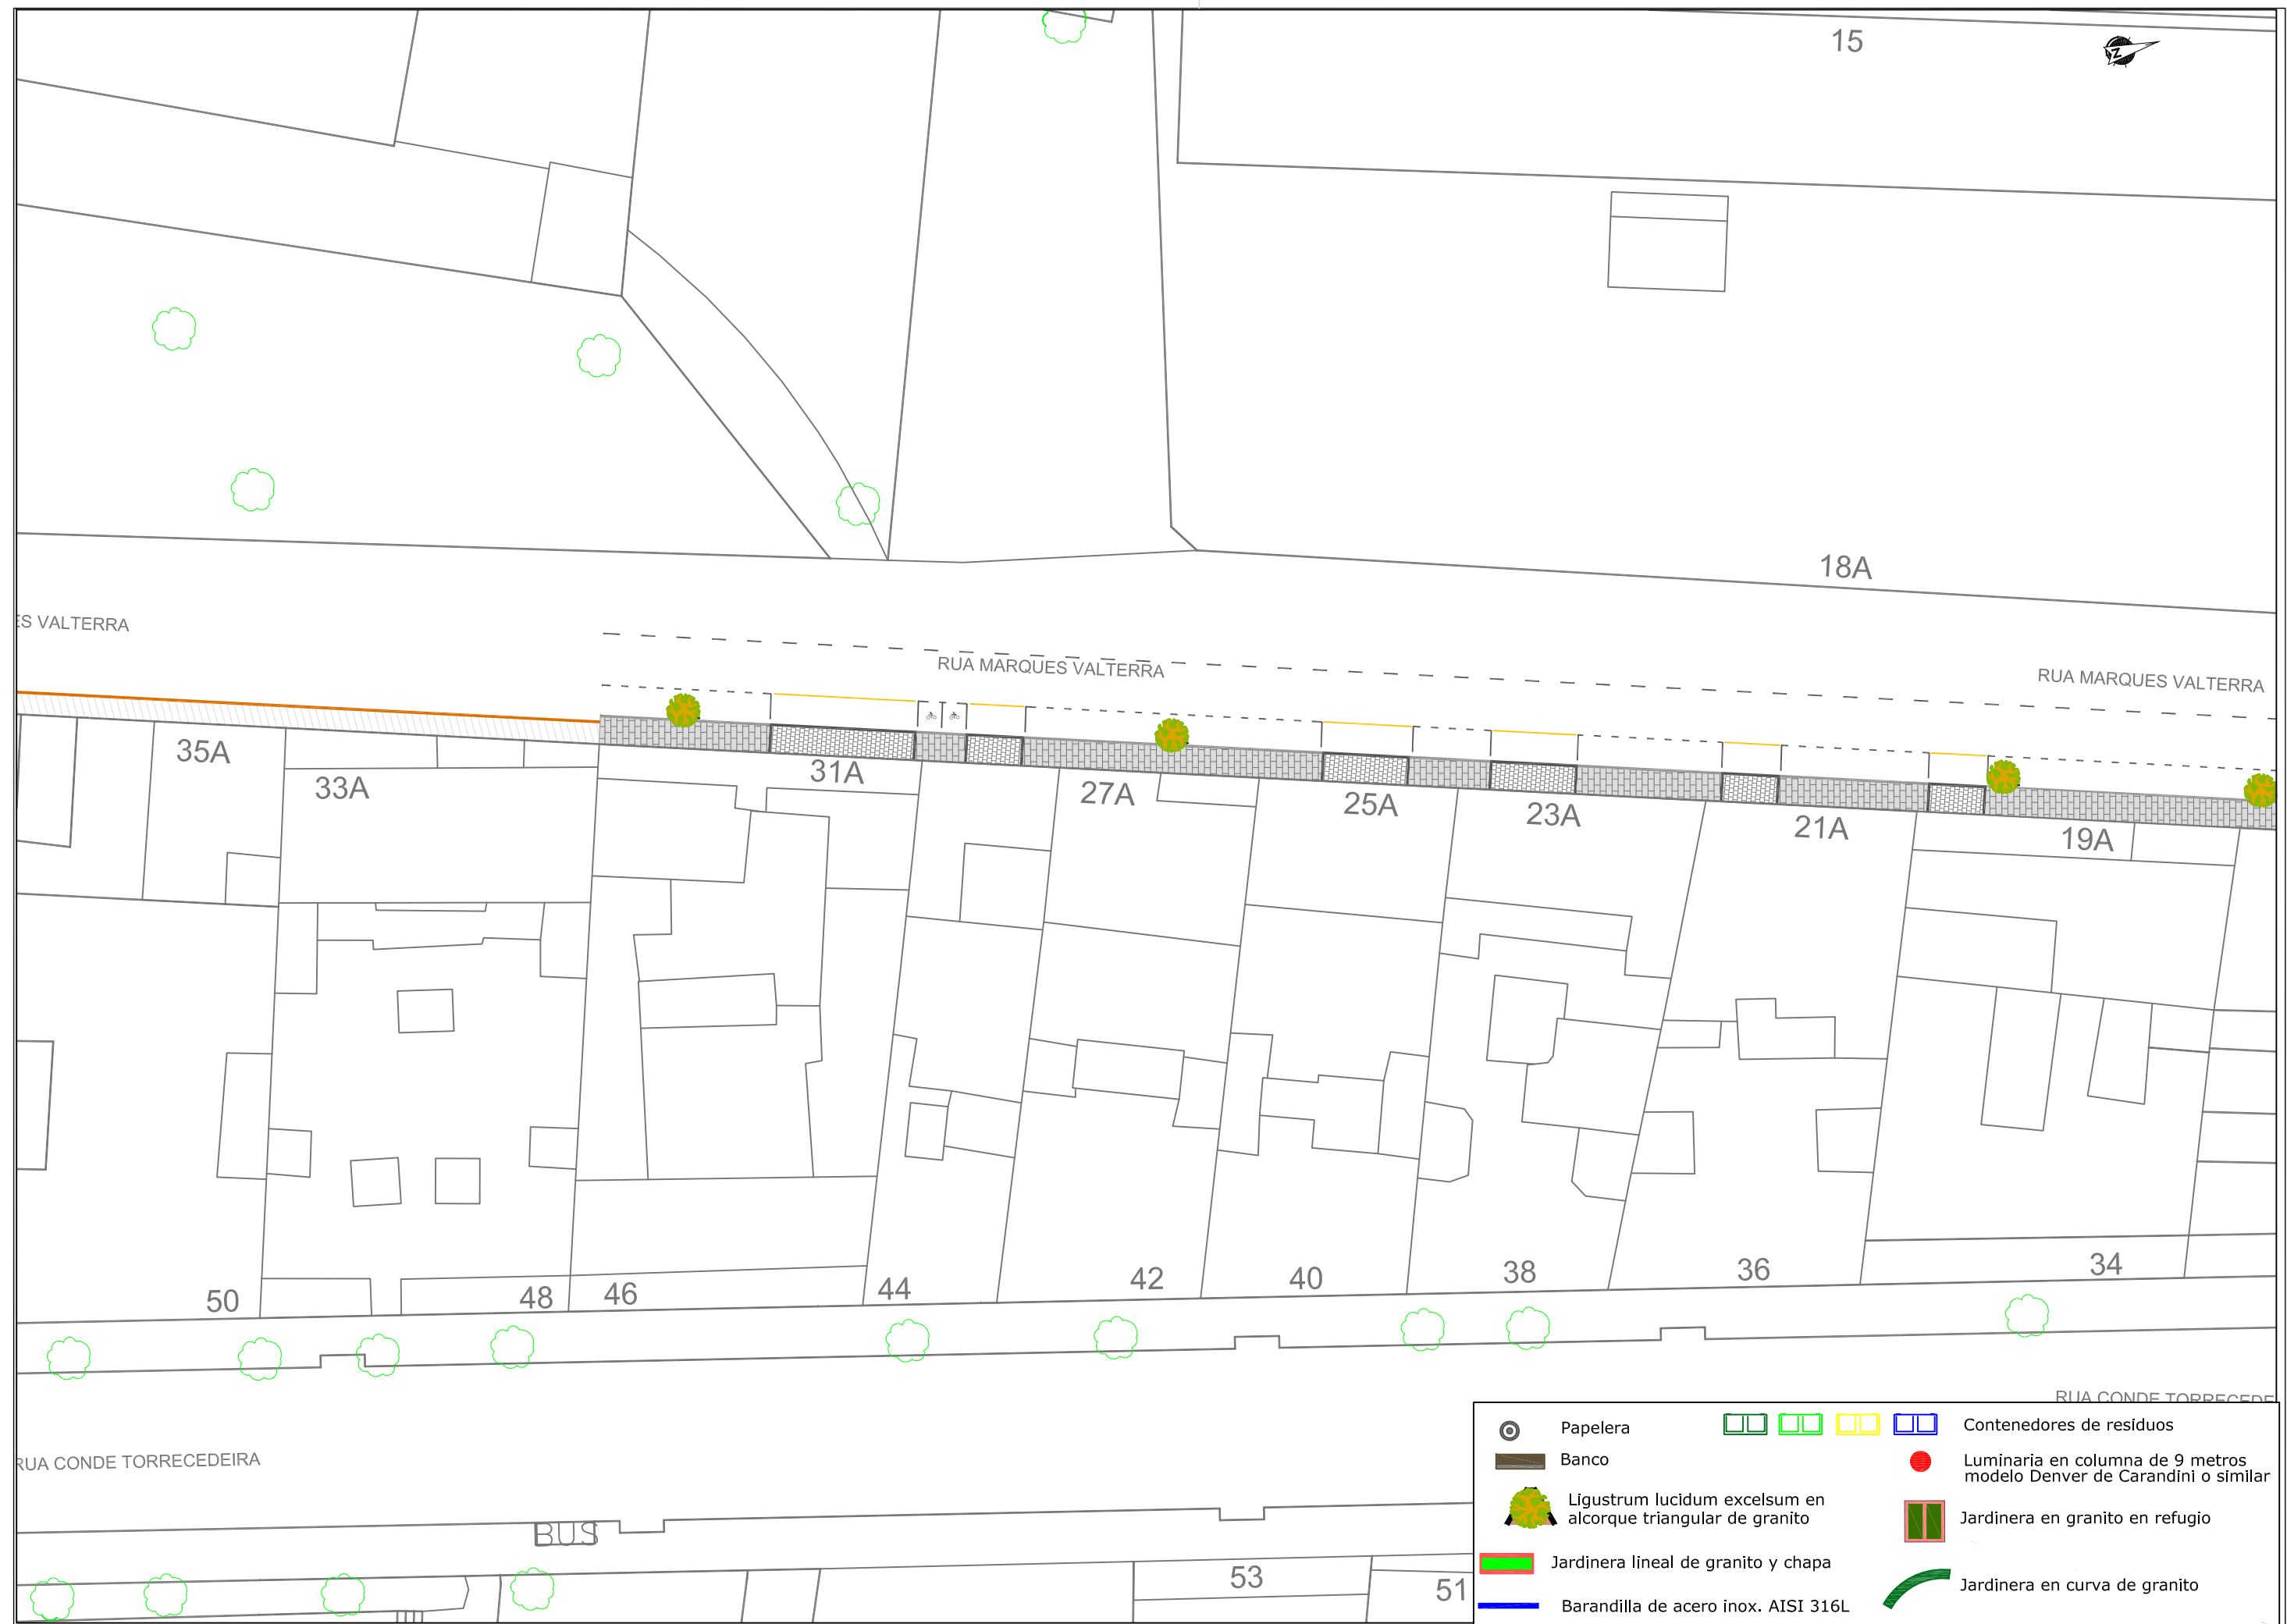 15
Z
18A
ES VALTERRA
RUA MARQUES VALTERRA
RUA MARQUES VALTERRA
35A
33A
31A
27A
25A
23A
21A
19A
50
48
46
44
42
40
38
36
34
RUA CONDE TORRECEDE
RUA CONDE TORRECEDEIRA
BUS
53
51
Papelera
Contenedores de residuos
Banco
Luminaria en columna de 9 metros
modelo Denver de Carandini o similar
Ligustrum lucidum excelsum en
alcorque triangular de granito
Jardinera en granito en refugio
Jardinera lineal de granito y chapa
Jardinera en curva de granito
Barandilla de acero inox. AISI 316L